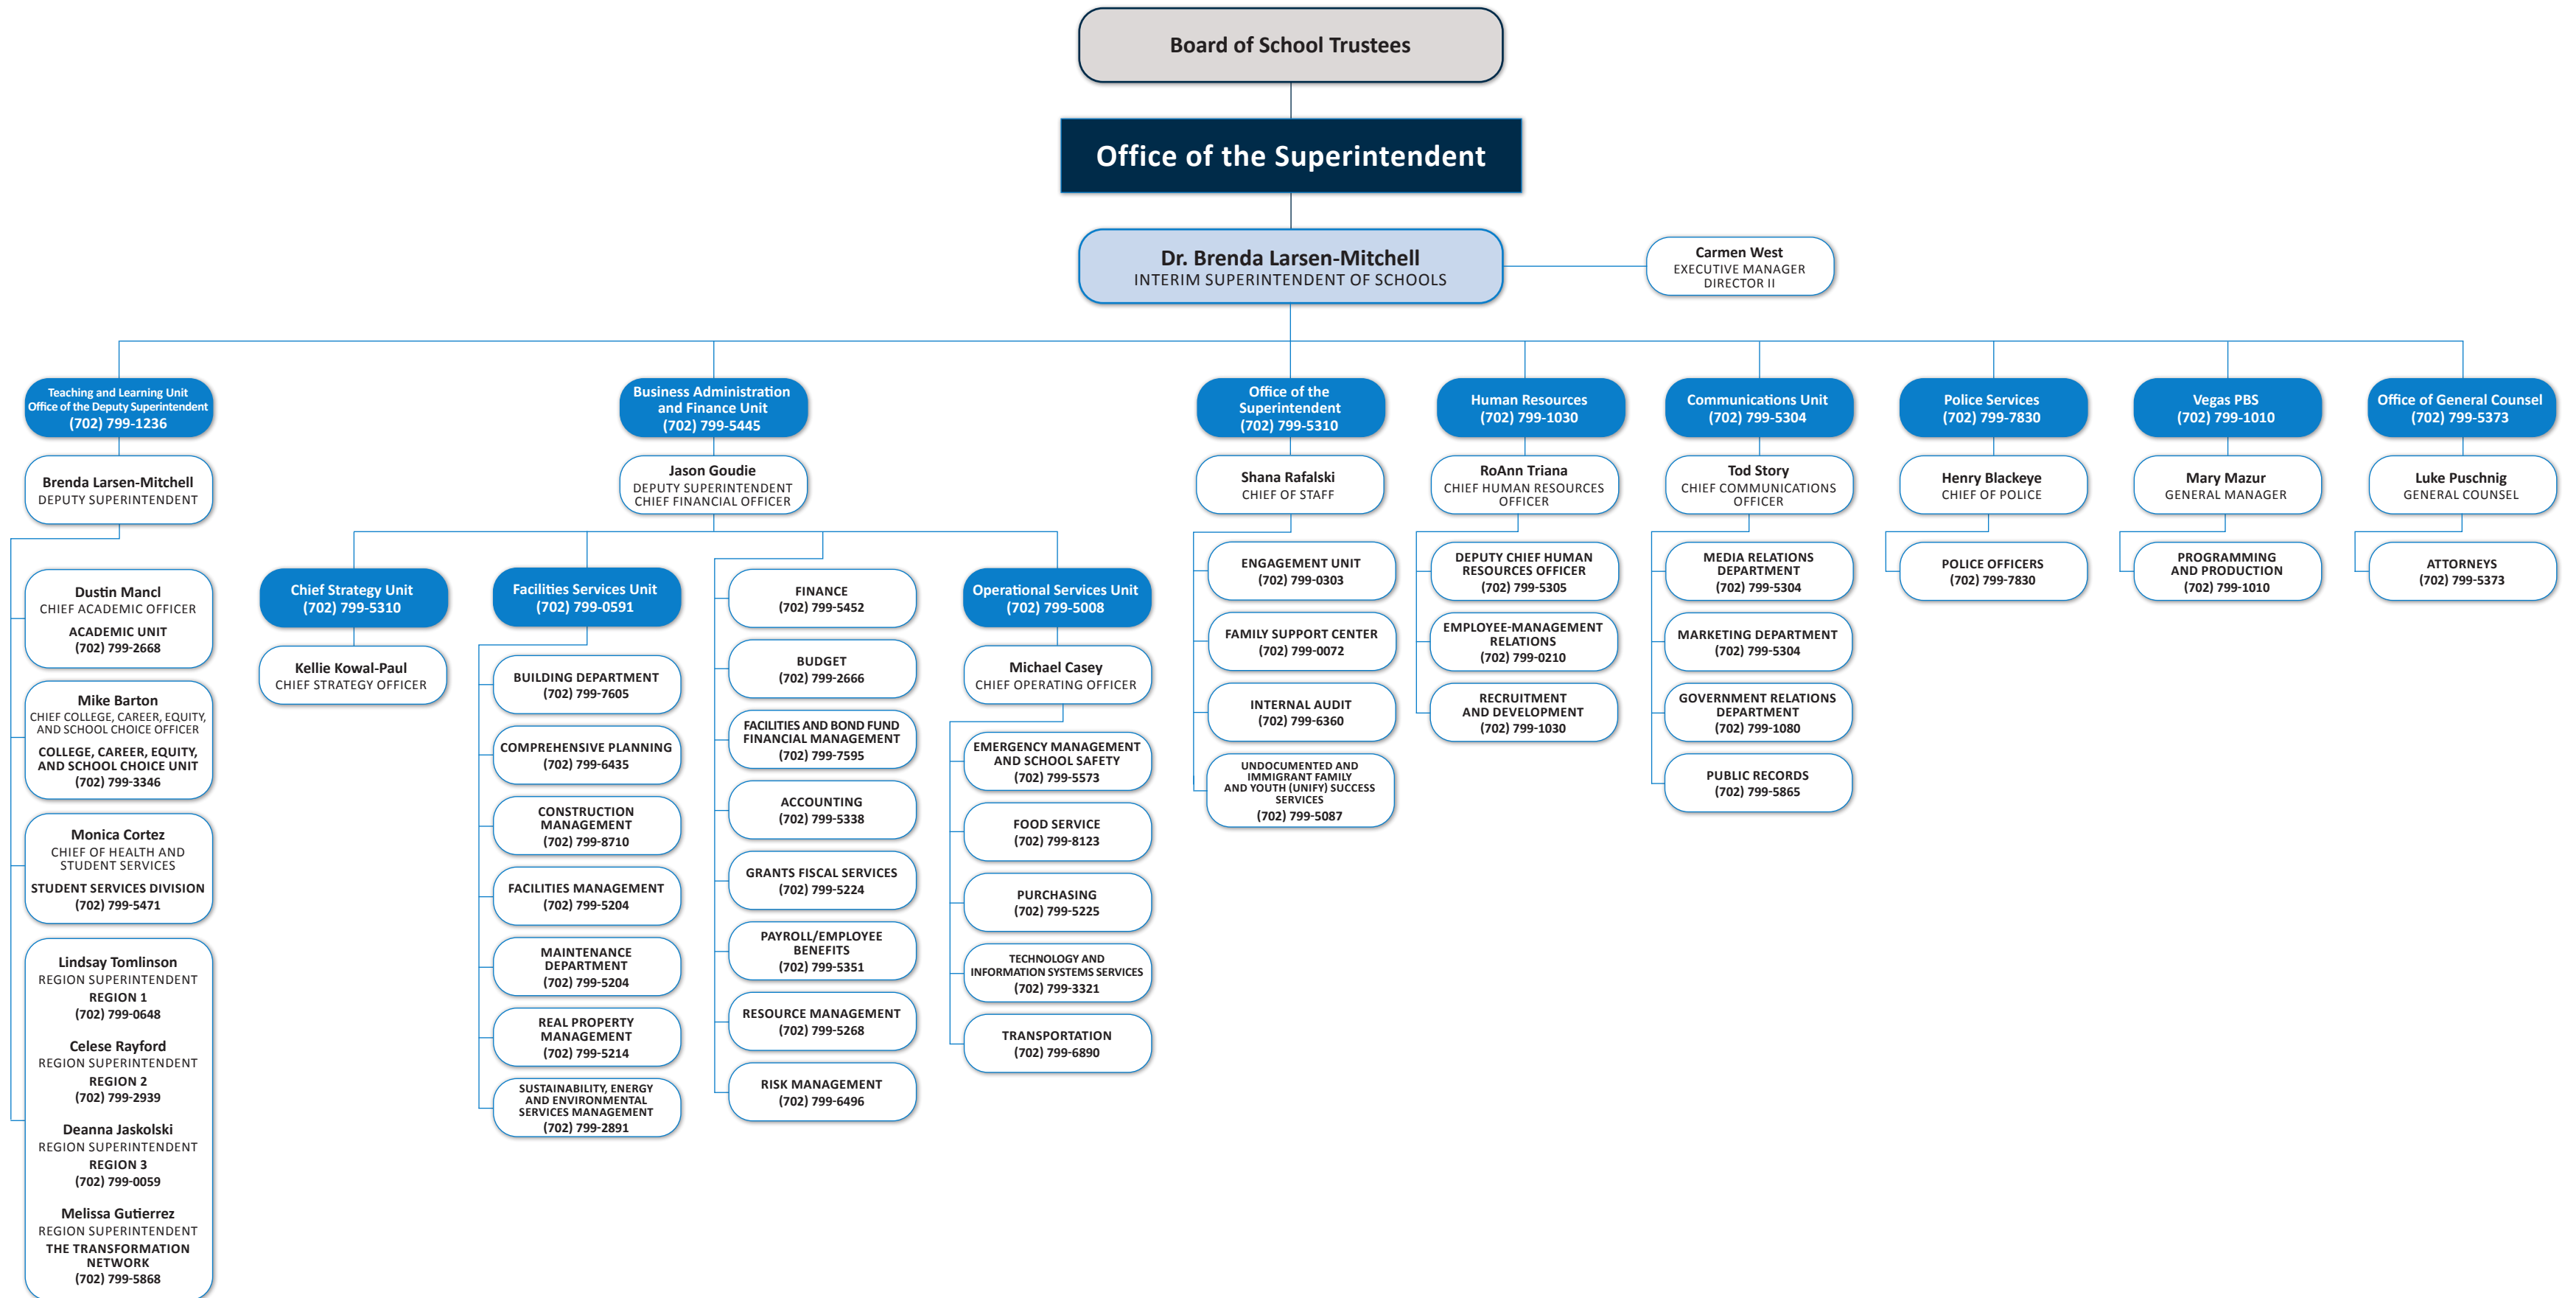 Board of School Trustees
Office of the Superintendent
Dr. Brenda Larsen-Mitchell
INTERIM SUPERINTENDENT OF SCHOOLS
Carmen West
EXECUTIVE MANAGER
DIRECTOR II
Teaching and Learning Unit
Office of the Deputy Superintendent
(702) 799-1236
Brenda Larsen-Mitchell
DEPUTY SUPERINTENDENT
Dustin Mancl
CHIEF ACADEMIC OFFICER
ACADEMIC UNIT
(702) 799-2668
Mike Barton
CHIEF COLLEGE, CAREER, EQUITY,
AND SCHOOL CHOICE OFFICER
COLLEGE, CAREER, EQUITY,
AND SCHOOL CHOICE UNIT
(702) 799-3346
Monica Cortez
CHIEF OF HEALTH AND
STUDENT SERVICES
STUDENT SERVICES DIVISION
(702) 799-5471
Lindsay Tomlinson
REGION SUPERINTENDENT
REGION 1
(702) 799-0648
Celese Rayford
REGION SUPERINTENDENT
REGION 2
(702) 799-2939
Deanna Jaskolski
REGION SUPERINTENDENT
REGION 3
(702) 799-0059
Melissa Gutierrez
REGION SUPERINTENDENT
THE TRANSFORMATION
NETWORK
(702) 799-5868
Business Administration
and Finance Unit
(702) 799-5445
Jason Goudie
DEPUTY SUPERINTENDENT
CHIEF FINANCIAL OFFICER
Chief Strategy Unit
(702) 799-5310
Kellie Kowal-Paul
CHIEF STRATEGY OFFICER
Facilities Services Unit
(702) 799-0591
BUILDING DEPARTMENT
(702) 799-7605
COMPREHENSIVE PLANNING
(702) 799-6435
CONSTRUCTION
MANAGEMENT
(702) 799-8710
FACILITIES MANAGEMENT
(702) 799-5204
MAINTENANCE
DEPARTMENT
(702) 799-5204
REAL PROPERTY
MANAGEMENT
(702) 799-5214
SUSTAINABILITY, ENERGY
AND ENVIRONMENTAL
SERVICES MANAGEMENT
(702) 799-2891
FINANCE
(702) 799-5452
BUDGET
(702) 799-2666
FACILITIES AND BOND FUND
FINANCIAL MANAGEMENT
(702) 799-7595
ACCOUNTING
(702) 799-5338
GRANTS FISCAL SERVICES
(702) 799-5224
PAYROLL/EMPLOYEE
BENEFITS
(702) 799-5351
RESOURCE MANAGEMENT
(702) 799-5268
RISK MANAGEMENT
(702) 799-6496
Operational Services Unit
(702) 799-5008
Michael Casey
CHIEF OPERATING OFFICER
EMERGENCY MANAGEMENT
AND SCHOOL SAFETY
(702) 799-5573
FOOD SERVICE
(702) 799-8123
PURCHASING
(702) 799-5225
TECHNOLOGY AND
INFORMATION SYSTEMS SERVICES
(702) 799-3321
TRANSPORTATION
(702) 799-6890
Office of the
Superintendent
(702) 799-5310
Shana Rafalski
CHIEF OF STAFF
ENGAGEMENT UNIT
(702) 799-0303
FAMILY SUPPORT CENTER
(702) 799-0072
INTERNAL AUDIT
(702) 799-6360
UNDOCUMENTED AND
IMMIGRANT FAMILY
AND YOUTH (UNIFY) SUCCESS
SERVICES
(702) 799-5087
Human Resources
(702) 799-1030
RoAnn Triana
CHIEF HUMAN RESOURCES
OFFICER
DEPUTY CHIEF HUMAN
RESOURCES OFFICER
(702) 799-5305
EMPLOYEE-MANAGEMENT
RELATIONS
(702) 799-0210
RECRUITMENT
AND DEVELOPMENT
(702) 799-1030
Communications Unit
(702) 799-5304
Tod Story
CHIEF COMMUNICATIONS
OFFICER
MEDIA RELATIONS
DEPARTMENT
(702) 799-5304
MARKETING DEPARTMENT
(702) 799-5304
GOVERNMENT RELATIONS
DEPARTMENT
(702) 799-1080
PUBLIC RECORDS
(702) 799-5865
Police Services
(702) 799-7830
Henry Blackeye
CHIEF OF POLICE
POLICE OFFICERS
(702) 799-7830
Vegas PBS
(702) 799-1010
Mary Mazur
GENERAL MANAGER
PROGRAMMING
AND PRODUCTION
(702) 799-1010
Office of General Counsel
(702) 799-5373
Luke Puschnig
GENERAL COUNSEL
ATTORNEYS
(702) 799-5373